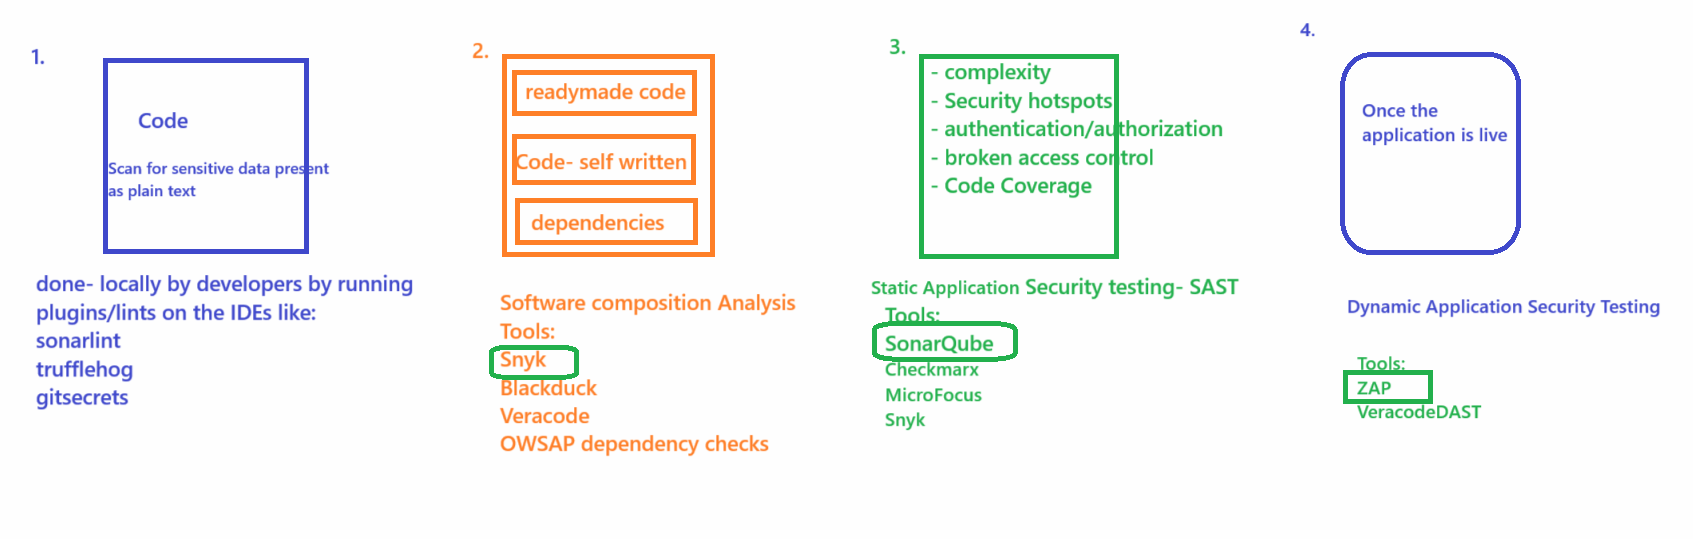 1.
Code
Scan for sensitive data present
as plain text
done- locally by developers by running
plugins/lints on the IDEs like:
sonarlint
trufflehog
gitsecrets
2.
readymade code
Code- self written
dependencies
Software composition Analysis
Tools:
Snyk
Blackduck
Veracode
OWSAP dependency checks
3.
- complexity
- Security hotspots
- authentication/authorization
- broken access control
- Code Coverage
Static Application Security testing- SAST
Tools:
SonarQube
Checkmarx
MicroFocus
Snyk
4.
Once the
application is live
Dynamic Application Security Testing
Tools:
ZAP
VeracodeDAST